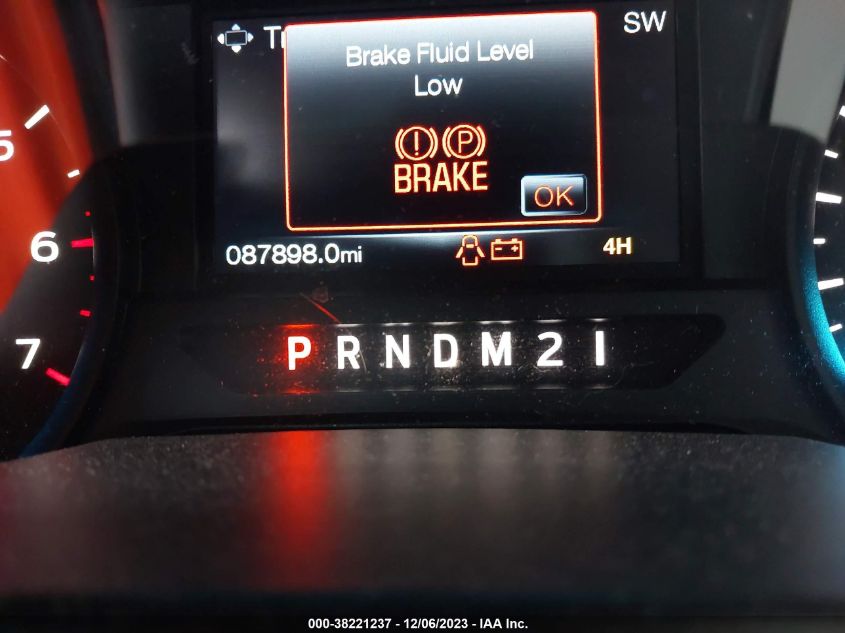 Tr
SW
Brake Fluid Level
Low
P
BRAKE
OK
087898.0mi
4H
5
6
7
P R N D M 2 1
000-38221237 - 12/06/2023 - IAA Inc.